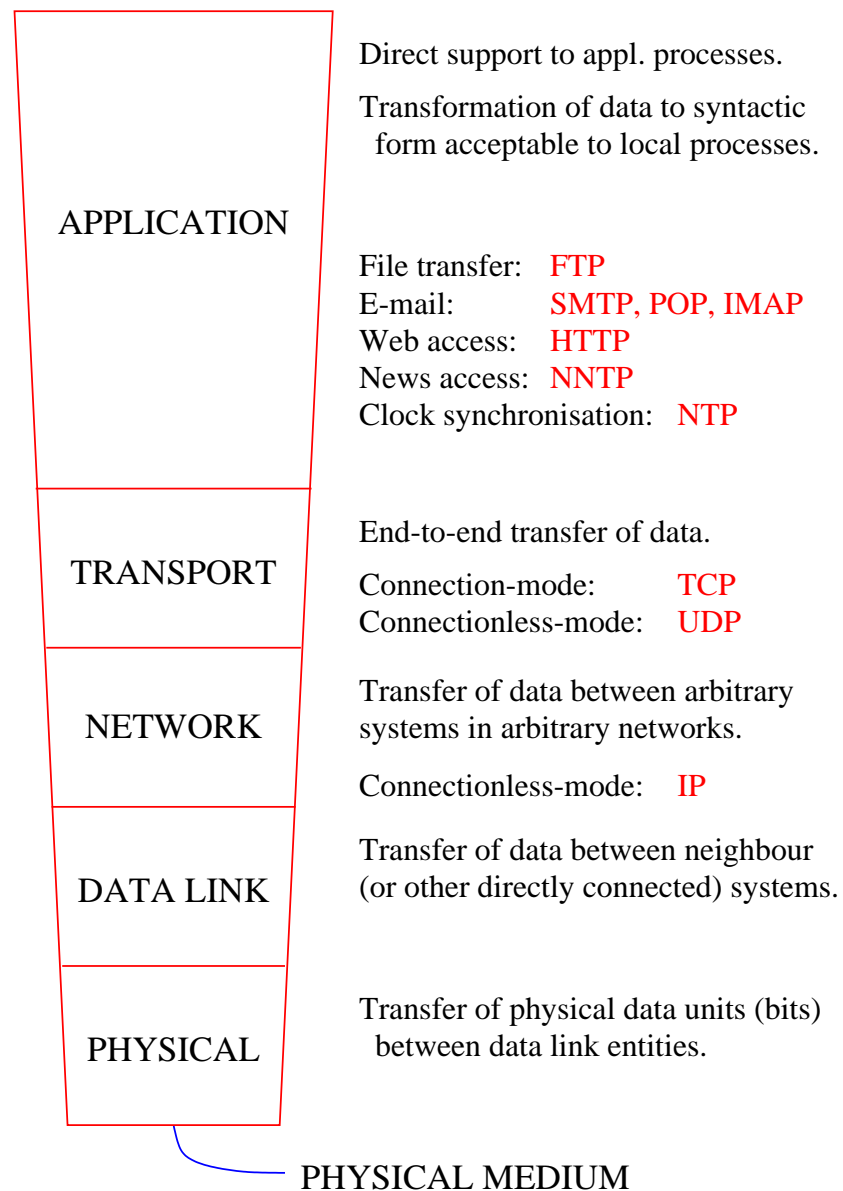 Direct support to appl. processes.
Transformation of data to syntactic
form acceptable to local processes.
APPLICATION
File transfer: FTP
E-mail: SMTP, POP, IMAP
Web access: HTTP
News access: NNTP
Clock synchronisation: NTP
End-to-end transfer of data.
TRANSPORT
Connection-mode: TCP
Connectionless-mode: UDP
Transfer of data between arbitrary
systems in arbitrary networks.
NETWORK
Connectionless-mode: IP
Transfer of data between neighbour
(or other directly connected) systems.
DATA LINK
Transfer of physical data units (bits)
between data link entities.
PHYSICAL
PHYSICAL MEDIUM